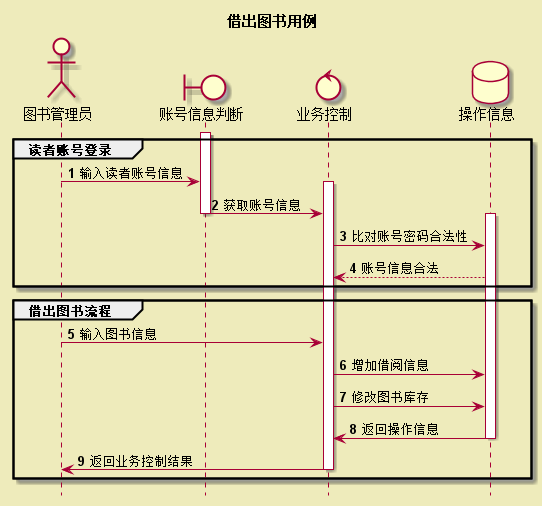 借出图书用例
图书管理员
账号信息判断
业务控制
操作信息
读者账号登录
1 输入读者账号信息
2 获取账号信息
3 比对账号密码合法性
4 账号信息合法
借出图书流程
5 输入图书信息
6 增加借阅信息
7 修改图书库存
8 返回操作信息
9 返回业务控制结果